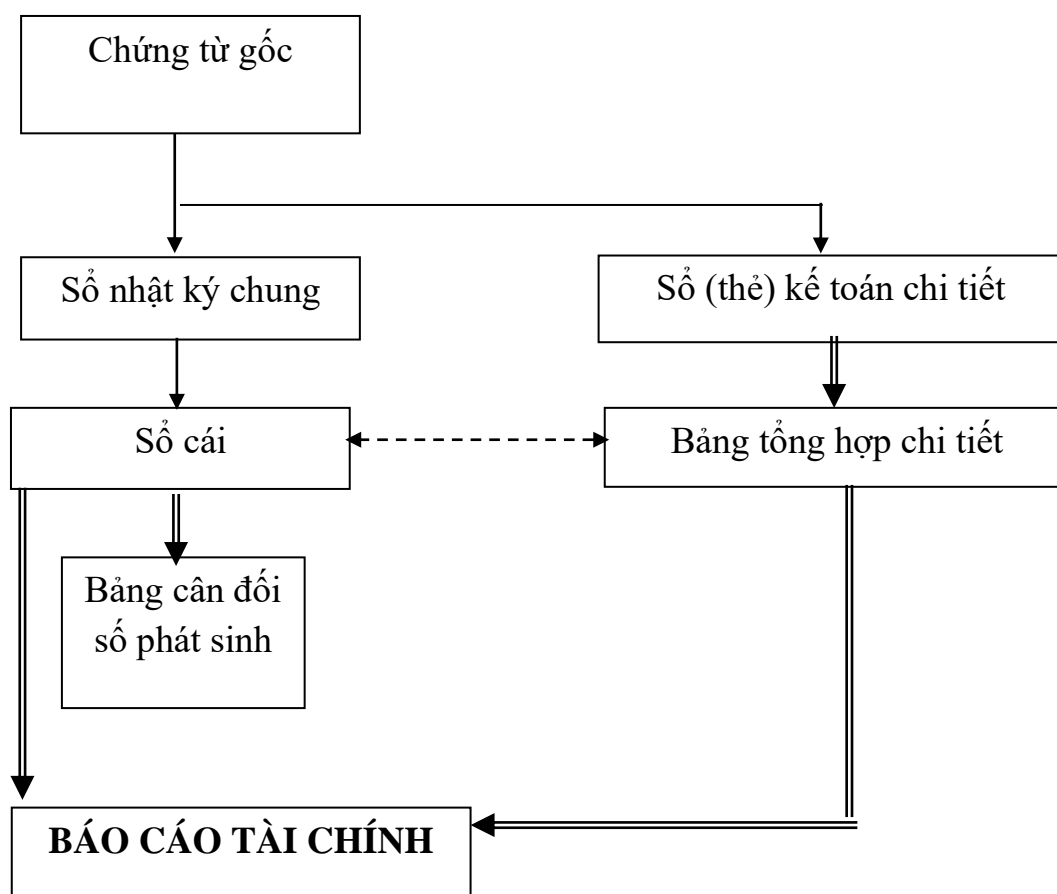 Chứng từ gốc
Sổ nhật ký chung
Sổ (thẻ) kế toán chi tiết
Sổ cái
Bảng tổng hợp chi tiết
Bảng cân đối
số phát sinh
BÁO CÁO TÀI CHÍNH